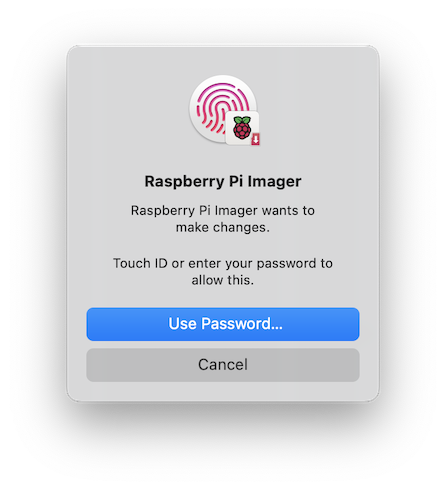 Raspberry Pi Imager
Raspberry Pi Imager wants to
make changes.
Touch ID or enter your password to
allow this.
Use Password...
Cancel